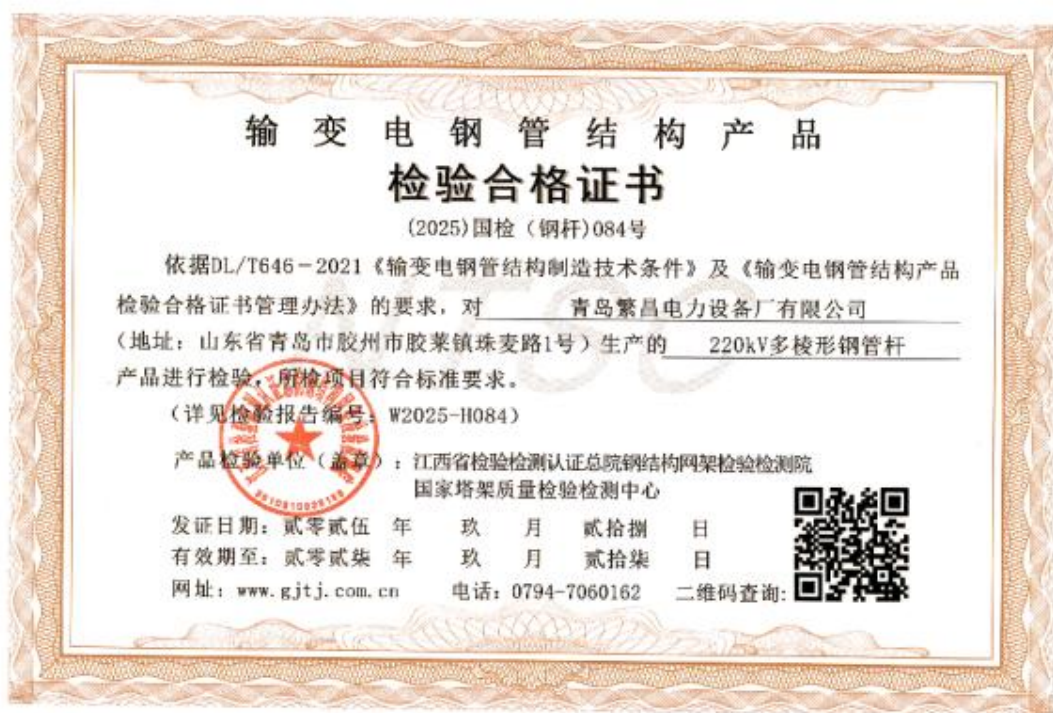 输变电钢管结构产品
检验合格证书
(2025)国检（钢杆)084号
依据DL/T646-2021《输变电钢管结构制造技术条件》及《输变电钢管结构产品
检验合格证书管理办法》的要求，对 青岛繁昌电力设备厂有限公司
（地址：山东省青岛市胶州市胶莱镇珠麦路1号）生产的 220kV多棱形钢管杆
产品进行检验，所检项目符合标准要求。
（详见检验报告编号：W2025-H084）
产品检验单位（盖章）：江西省检验检测认证总院钢结构网架检验检测院
国家塔架质量检验检测中心
发证日期：贰零贰伍 年 玖 月 贰拾捌 日
有效期至：贰零贰柒 年 玖 月 贰拾柒 日
网址：www.gjtj.com.cn 电话：0794-7060162 二维码查询: